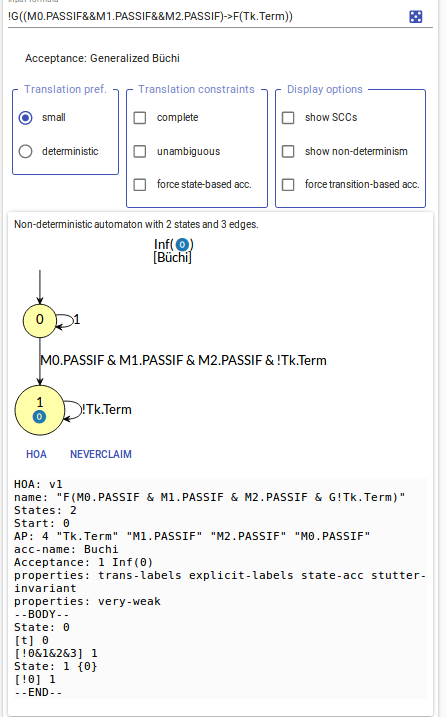 !G((M0.PASSIF&&M1.PASSIF&&M2.PASSIF)->F(Tk.Term))
Acceptance: Generalized Büchi
Translation pref.
small
deterministic
Translation constraints
complete
unambiguous
force state-based acc.
Display options
show SCCs
show non-determinism
force transition-based acc.
Non-deterministic automaton with 2 states and 3 edges.
Inf(0)
[Büchi]
0
1
M0.PASSIF & M1.PASSIF & M2.PASSIF & !Tk.Term
1
0
!Tk.Term
HOA
NEVERCLAIM
HOA: v1
name: "F(M0.PASSIF & M1.PASSIF & M2.PASSIF & G!Tk.Term)"
States: 2
Start: 0
AP: 4 "Tk.Term" "M1.PASSIF" "M2.PASSIF" "M0.PASSIF"
acc-name: Buchi
Acceptance: 1 Inf(0)
properties: trans-labels explicit-labels state-acc stutter-
invariant
properties: very-weak
--BODY--
State: 0
[t] 0
[!0&1&2&3] 1
State: 1 {0}
[!0] 1
--END--